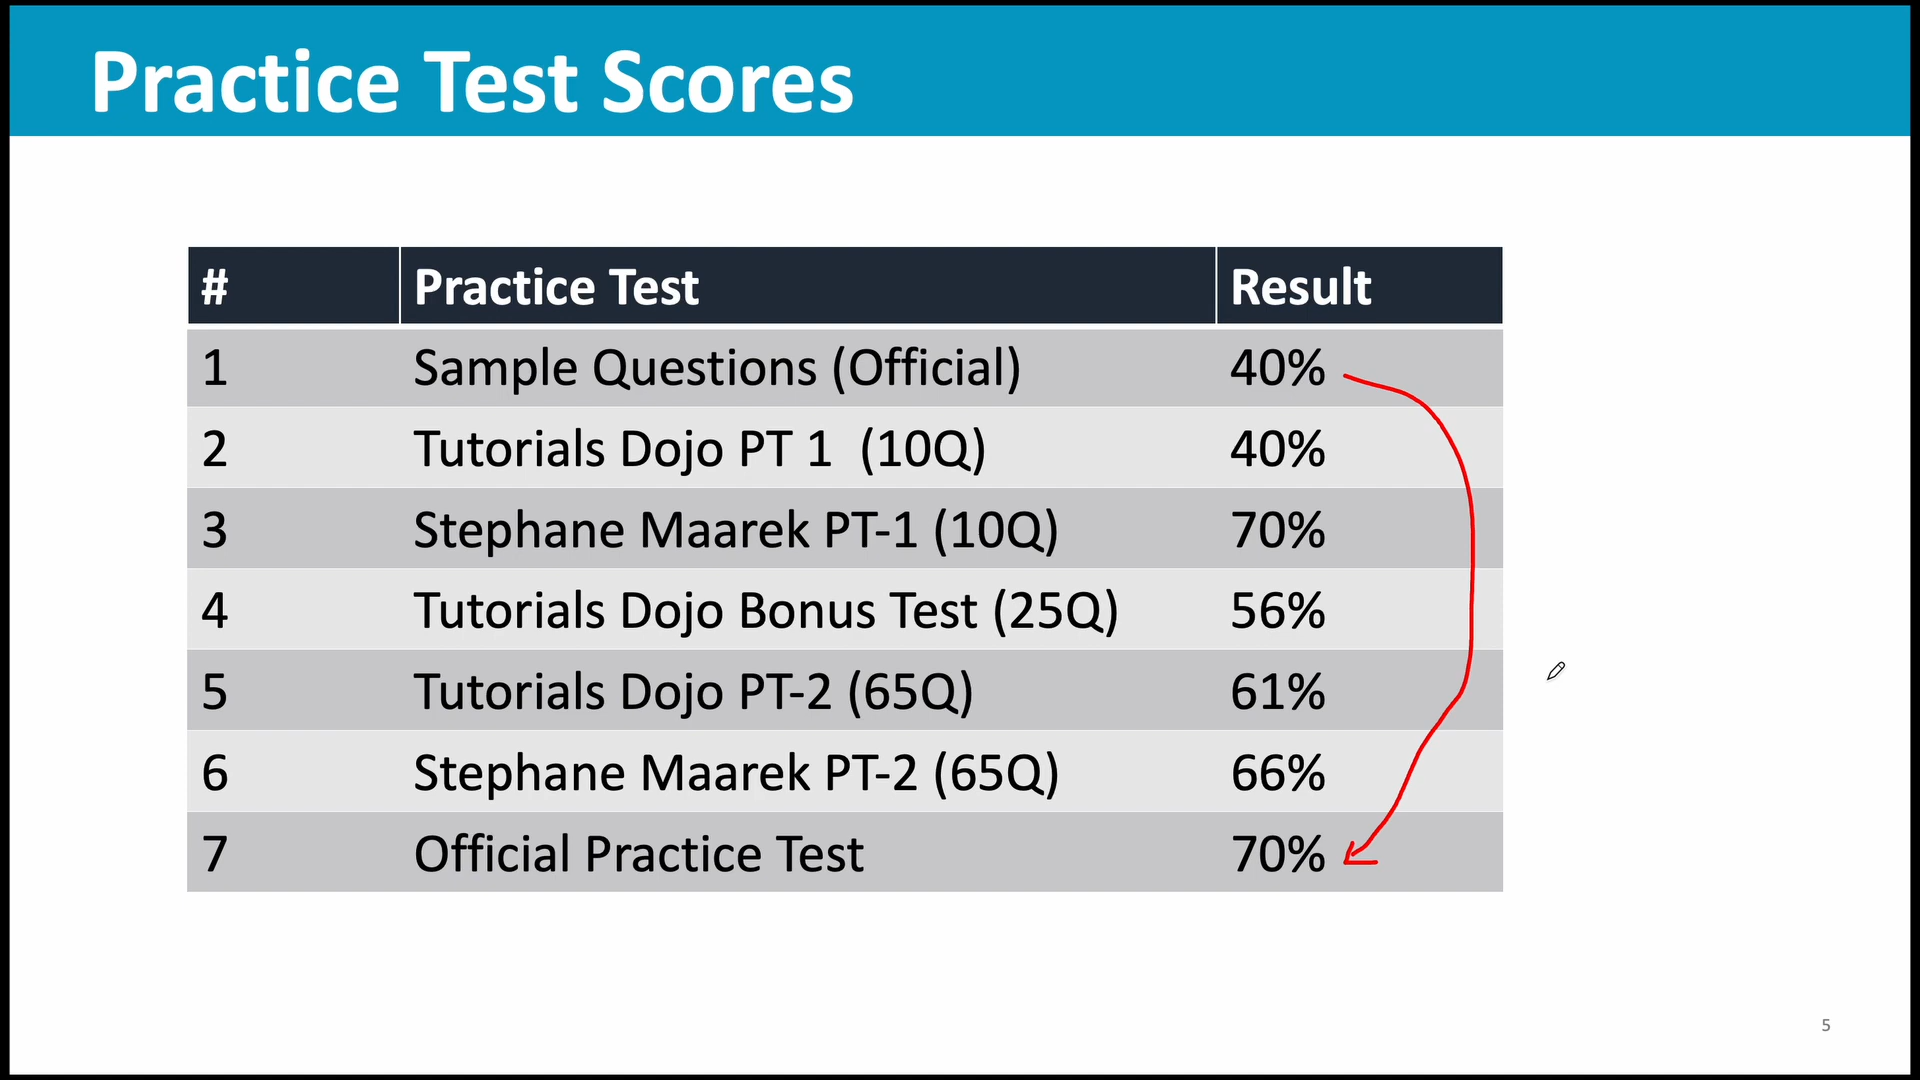 Practice Test Scores
# Practice Test Result
1 Sample Questions (Official) 40%
2 Tutorials Dojo PT 1 (10Q) 40%
3 Stephane Maarek PT-1 (10Q) 70%
4 Tutorials Dojo Bonus Test (25Q) 56%
5 Tutorials Dojo PT-2 (65Q) 61%
6 Stephane Maarek PT-2 (65Q) 66%
7 Official Practice Test 70%
5